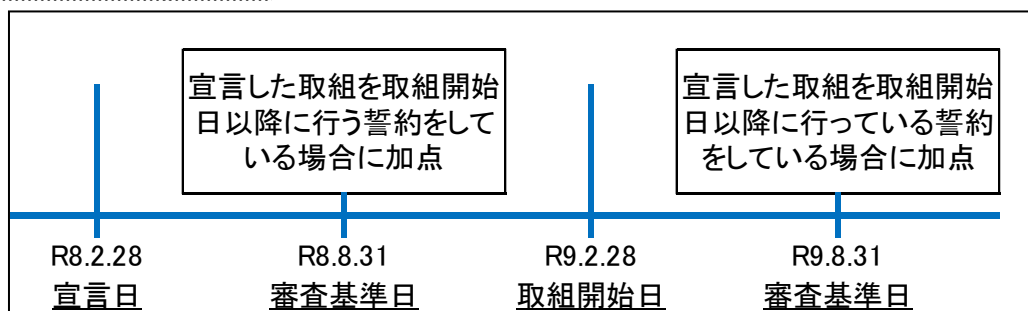 宣言した取組を取組開始
日以降に行う誓約をして
いる場合に加点
宣言した取組を取組開始
日以降に行っている誓約
をしている場合に加点
R8.2.28
R8.8.31
R9.2.28
R9.8.31
宣言日
審査基準日
取組開始日
審査基準日